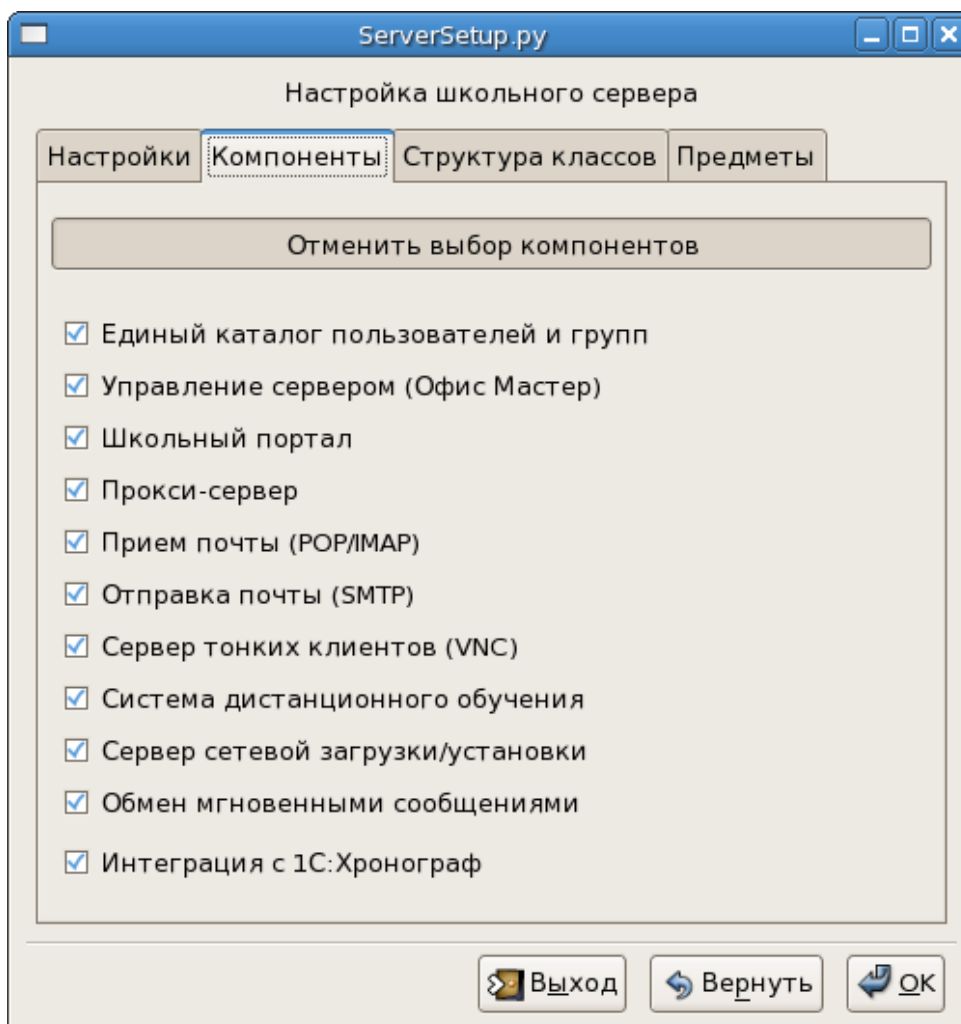 ServerSetup.py
Настройка школьного сервера
Настройки Компоненты Структура классов Предметы
Отменить выбор компонентов
Единый каталог пользователей и групп
Управление сервером (Офис Мастер)
Школьный портал
Прокси-сервер
Прием почты (POP/IMAP)
Отправка почты (SMTP)
Сервер тонких клиентов (VNC)
Система дистанционного обучения
Сервер сетевой загрузки/установки
Обмен мгновенными сообщениями
Интеграция с 1С:Хронограф
Выход Вернуть OK